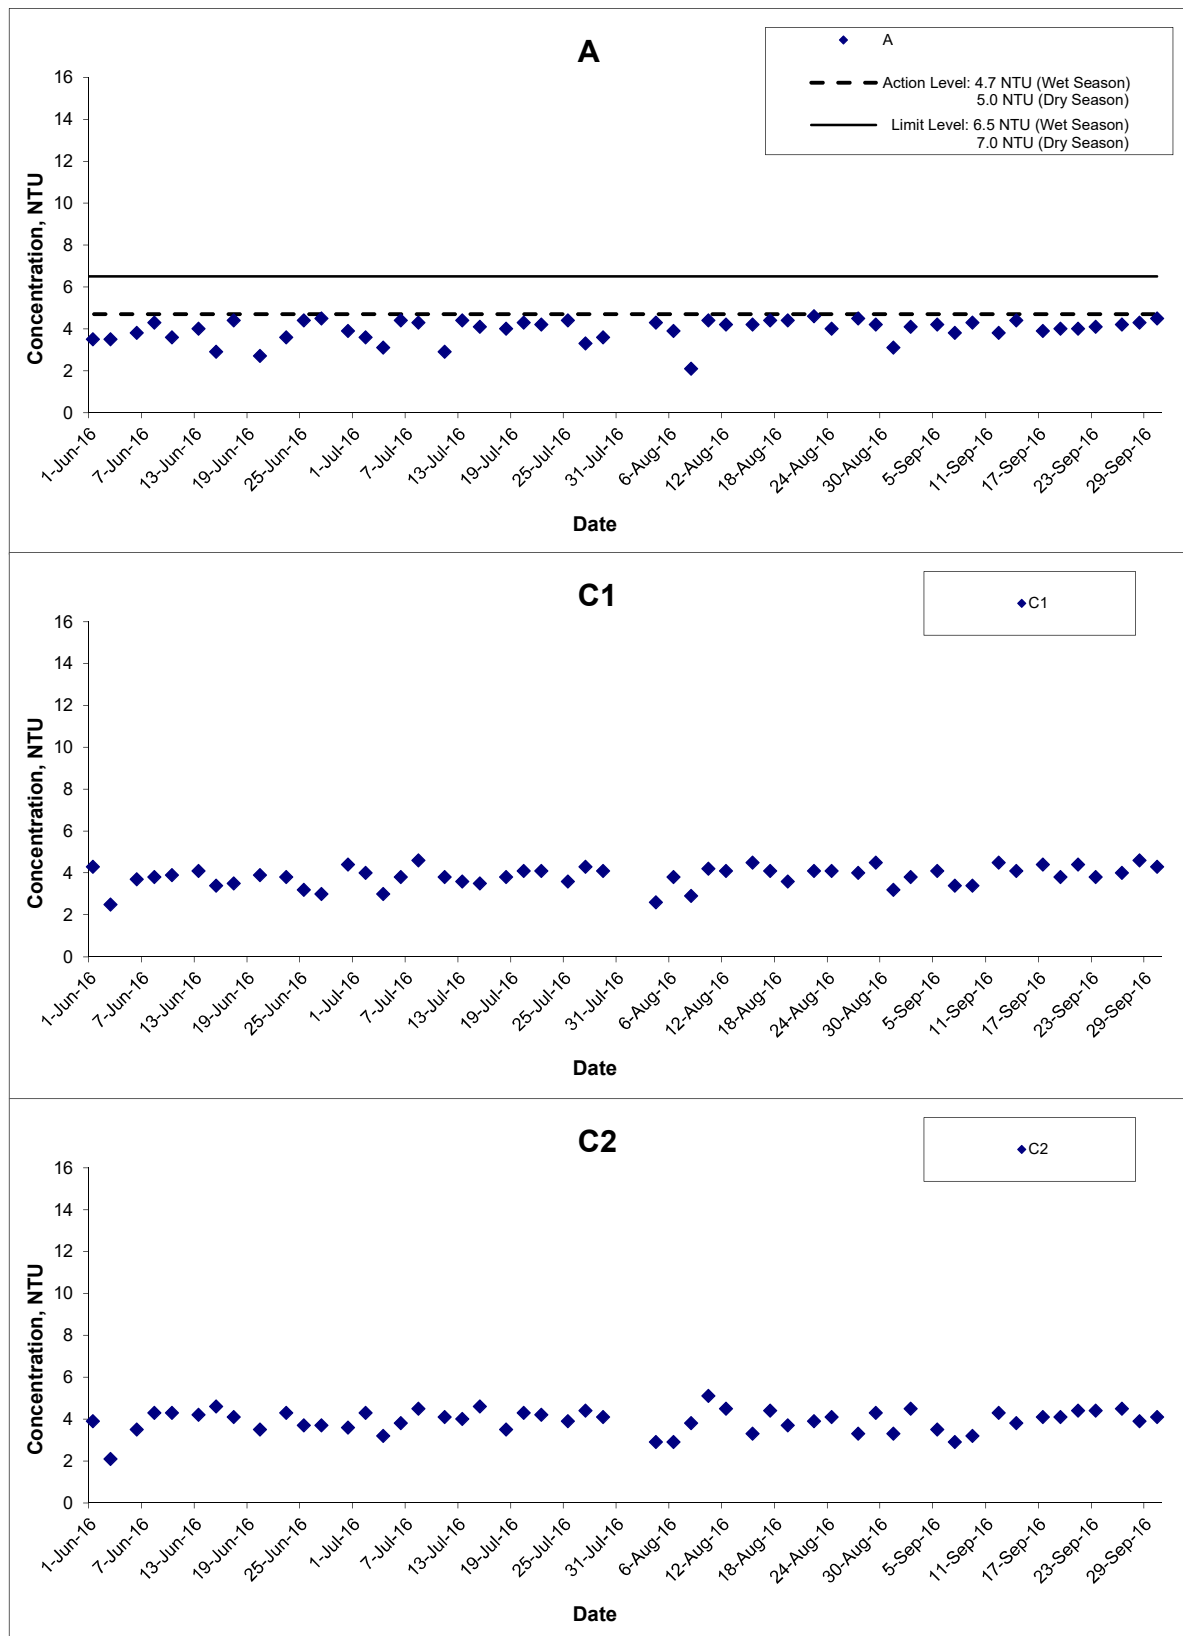 A
A
Action Level: 4.7 NTU (Wet Season)
5.0 NTU (Dry Season)
Limit Level: 6.5 NTU (Wet Season)
7.0 NTU (Dry Season)
Concentration, NTU
16
14
12
10
8
6
4
2
0
1-Jun-16
7-Jun-16
13-Jun-16
19-Jun-16
25-Jun-16
1-Jul-16
7-Jul-16
13-Jul-16
19-Jul-16
25-Jul-16
31-Jul-16
6-Aug-16
12-Aug-16
18-Aug-16
24-Aug-16
30-Aug-16
5-Sep-16
11-Sep-16
17-Sep-16
23-Sep-16
29-Sep-16
Date
C1
C1
Concentration, NTU
16
14
12
10
8
6
4
2
0
1-Jun-16
7-Jun-16
13-Jun-16
19-Jun-16
25-Jun-16
1-Jul-16
7-Jul-16
13-Jul-16
19-Jul-16
25-Jul-16
31-Jul-16
6-Aug-16
12-Aug-16
18-Aug-16
24-Aug-16
30-Aug-16
5-Sep-16
11-Sep-16
17-Sep-16
23-Sep-16
29-Sep-16
Date
C2
C2
Concentration, NTU
16
14
12
10
8
6
4
2
0
1-Jun-16
7-Jun-16
13-Jun-16
19-Jun-16
25-Jun-16
1-Jul-16
7-Jul-16
13-Jul-16
19-Jul-16
25-Jul-16
31-Jul-16
6-Aug-16
12-Aug-16
18-Aug-16
24-Aug-16
30-Aug-16
5-Sep-16
11-Sep-16
17-Sep-16
23-Sep-16
29-Sep-16
Date